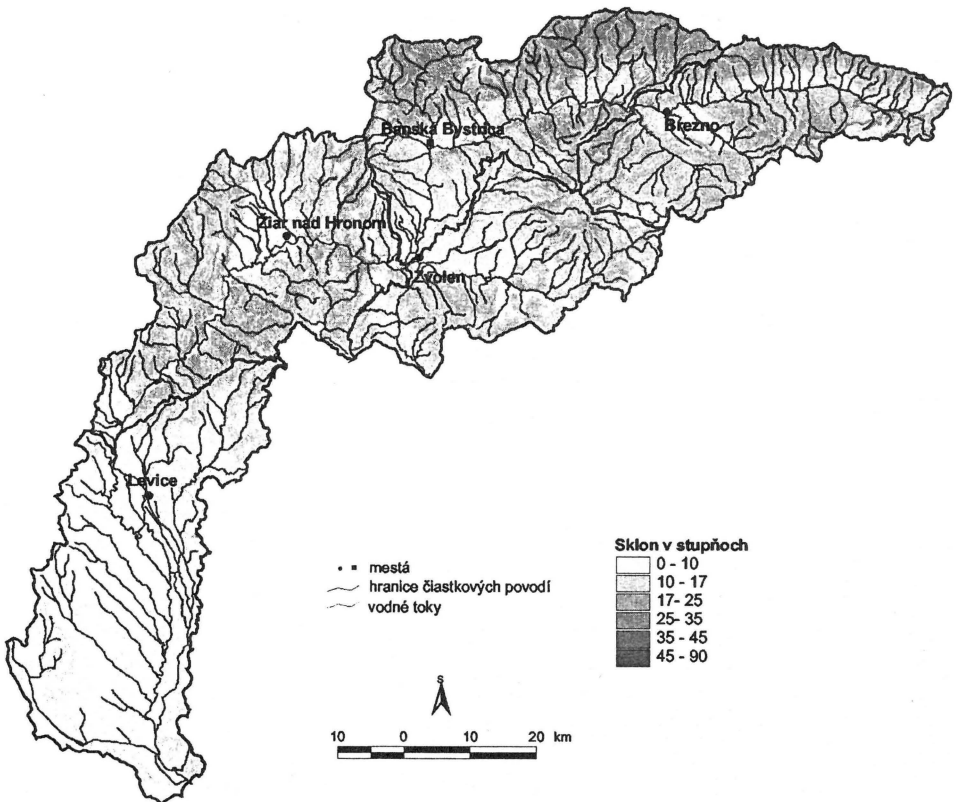 Banská Bystrica
Brezno
Žiar nad Hronom
Zvolen
Levice
mestá
hranice čiastkových povodí
vodné toky
Sklon v stupňoch
0 - 10
10 - 17
17 - 25
25- 35
35 - 45
45 - 90
S
10 0 10 20 km